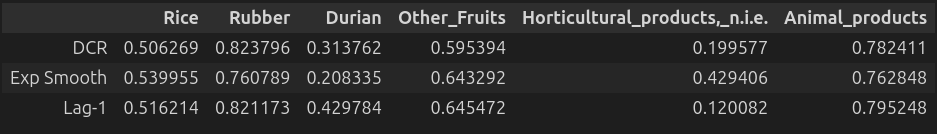 Rice Rubber Durian Other_Fruits Horticultural_products,_n.i.e. Animal_products
DCR 0.506269 0.823796 0.313762 0.595394 0.199577 0.782411
Exp Smooth 0.539955 0.760789 0.208335 0.643292 0.429406 0.762848
Lag-1 0.516214 0.821173 0.429784 0.645472 0.120082 0.795248